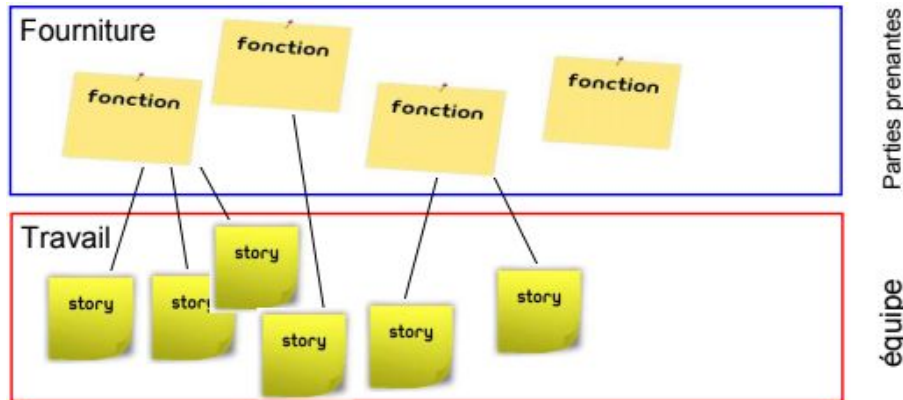 Fourniture
fonction
fonction
fonction
fonction
Parties prenantes
Travail
story
story
story
story
story
story
équipe